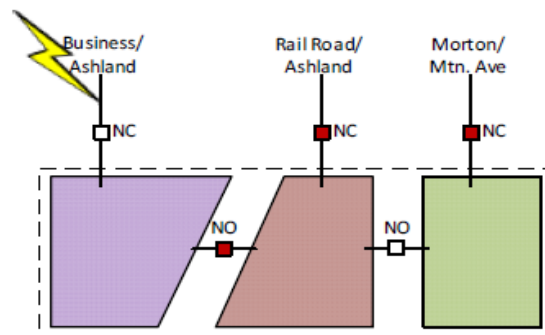 Business/
Ashland
Rail Road/
Ashland
Morton/
Mtn. Ave
NC
NC
NC
NO
NO